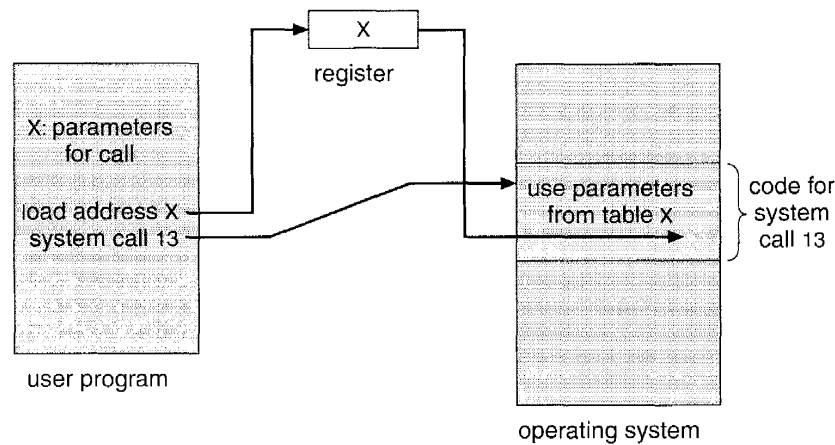 X
register
X: parameters
for call
load address X
system call 13
user program
use parameters
from table X
code for
system
call 13
operating system